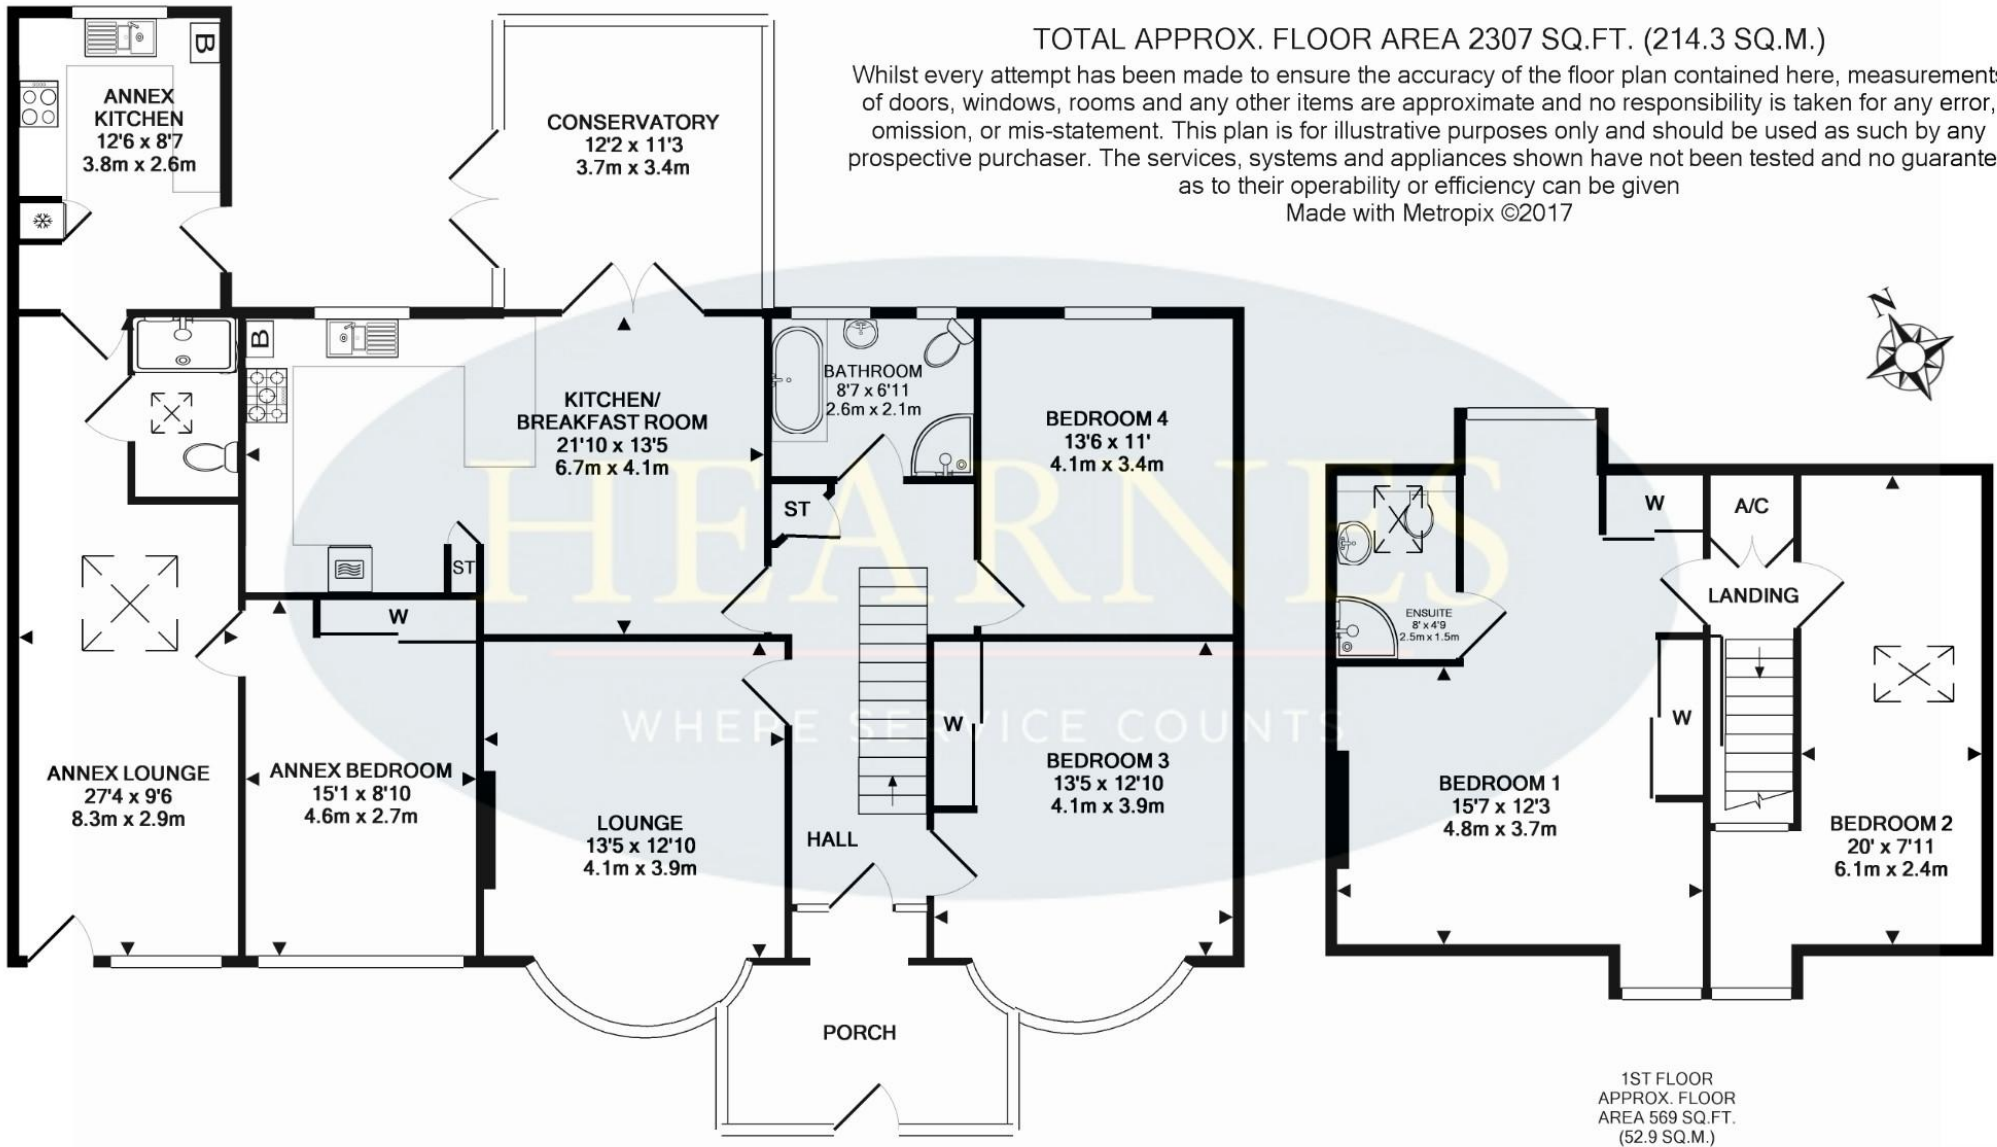 TOTAL APPROX. FLOOR AREA 2307 SQ.FT. (214.3 SQ.M.)
Whilst every attempt has been made to ensure the accuracy of the floor plan contained here, measurements
of doors, windows, rooms and any other items are approximate and no responsibility is taken for any error,
omission, or mis-statement. This plan is for illustrative purposes only and should be used as such by any
prospective purchaser. The services, systems and appliances shown have not been tested and no guarante
as to their operability or efficiency can be given
Made with Metropix ©2017
B
ANNEX
KITCHEN
12'6 x 8'7
3.8m x 2.6m
CONSERVATORY
12'2 x 11'3
3.7m x 3.4m
N
B
KITCHEN/
BREAKFAST ROOM
21'10 x 13'5
6.7m x 4.1m
ST
BATHROOM
8'7 x 6'11
2.6m x 2.1m
ST
BEDROOM 4
13'6 x 11'
4.1m x 3.4m
HEARNES
WHERE SERVICE COUNTS
W
ANNEX LOUNGE
27'4 x 9'6
8.3m x 2.9m
ANNEX BEDROOM
15'1 x 8'10
4.6m x 2.7m
LOUNGE
13'5 x 12'10
4.1m x 3.9m
HALL
W
BEDROOM 3
13'5 x 12'10
4.1m x 3.9m
PORCH
W
A/C
LANDING
ENSUITE
8' x 4'9
2.5m x 1.5m
W
BEDROOM 1
15'7 x 12'3
4.8m x 3.7m
BEDROOM 2
20' x 7'11
6.1m x 2.4m
1ST FLOOR
APPROX. FLOOR
AREA 569 SQ.FT.
(52.9 SQ.M.)